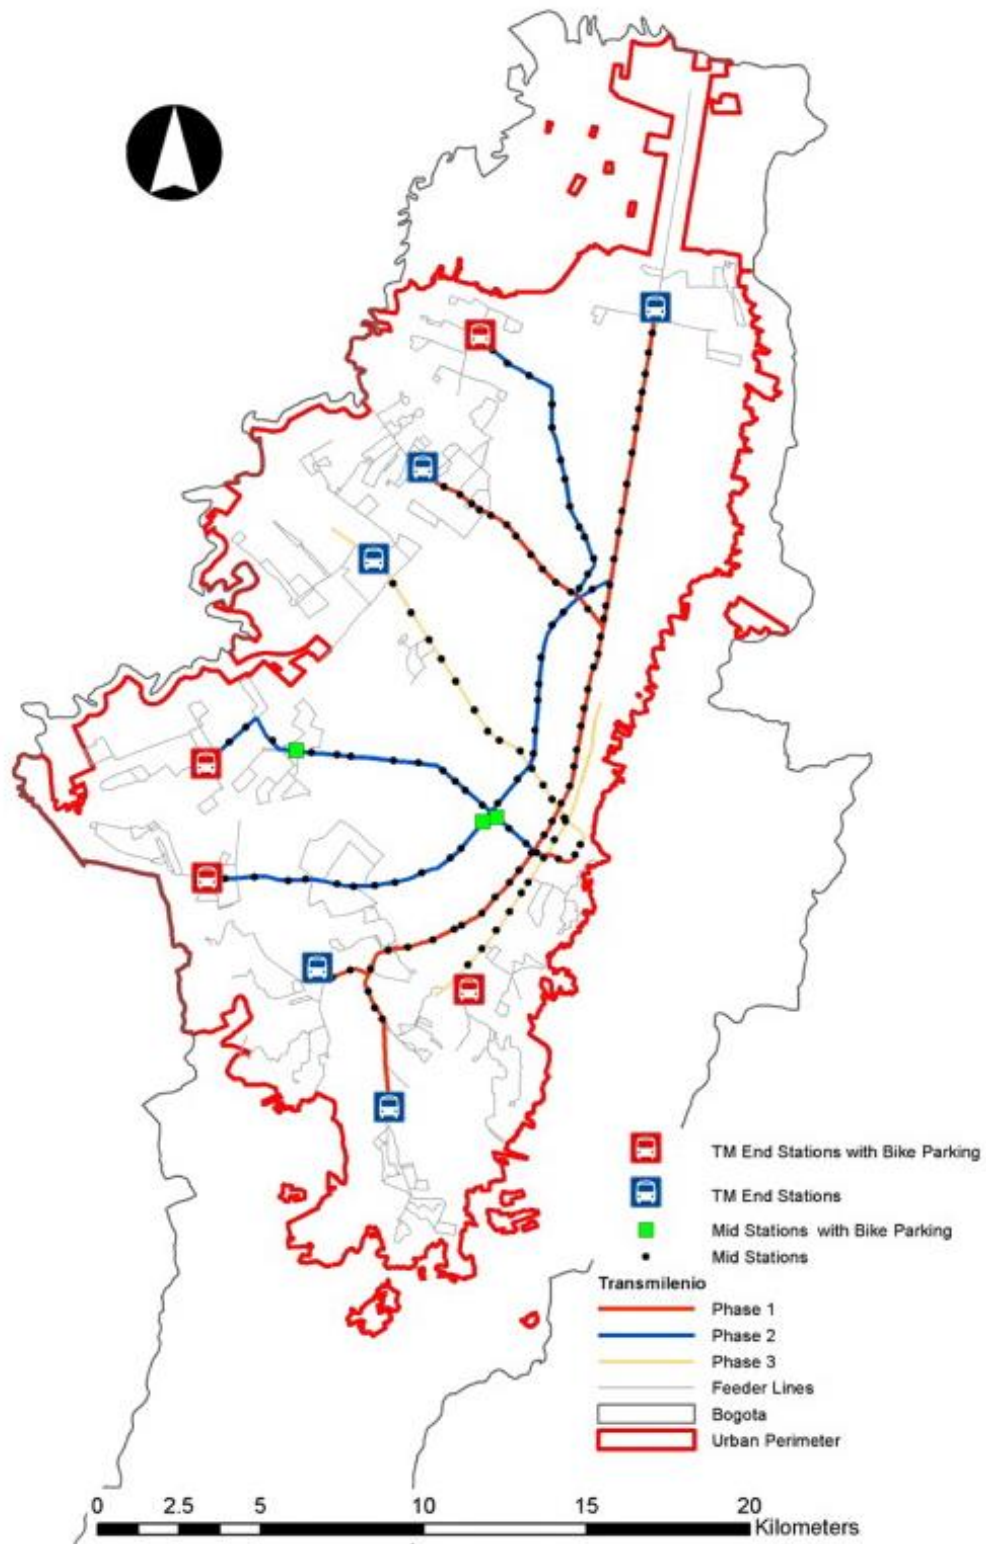 TM End Stations with Bike Parking
TM End Stations
Mid Stations with Bike Parking
Mid Stations
Transmilenio
Phase 1
Phase 2
Phase 3
Feeder Lines
Bogota
Urban Perimeter
0 2.5 5 10 15 20
Kilometers